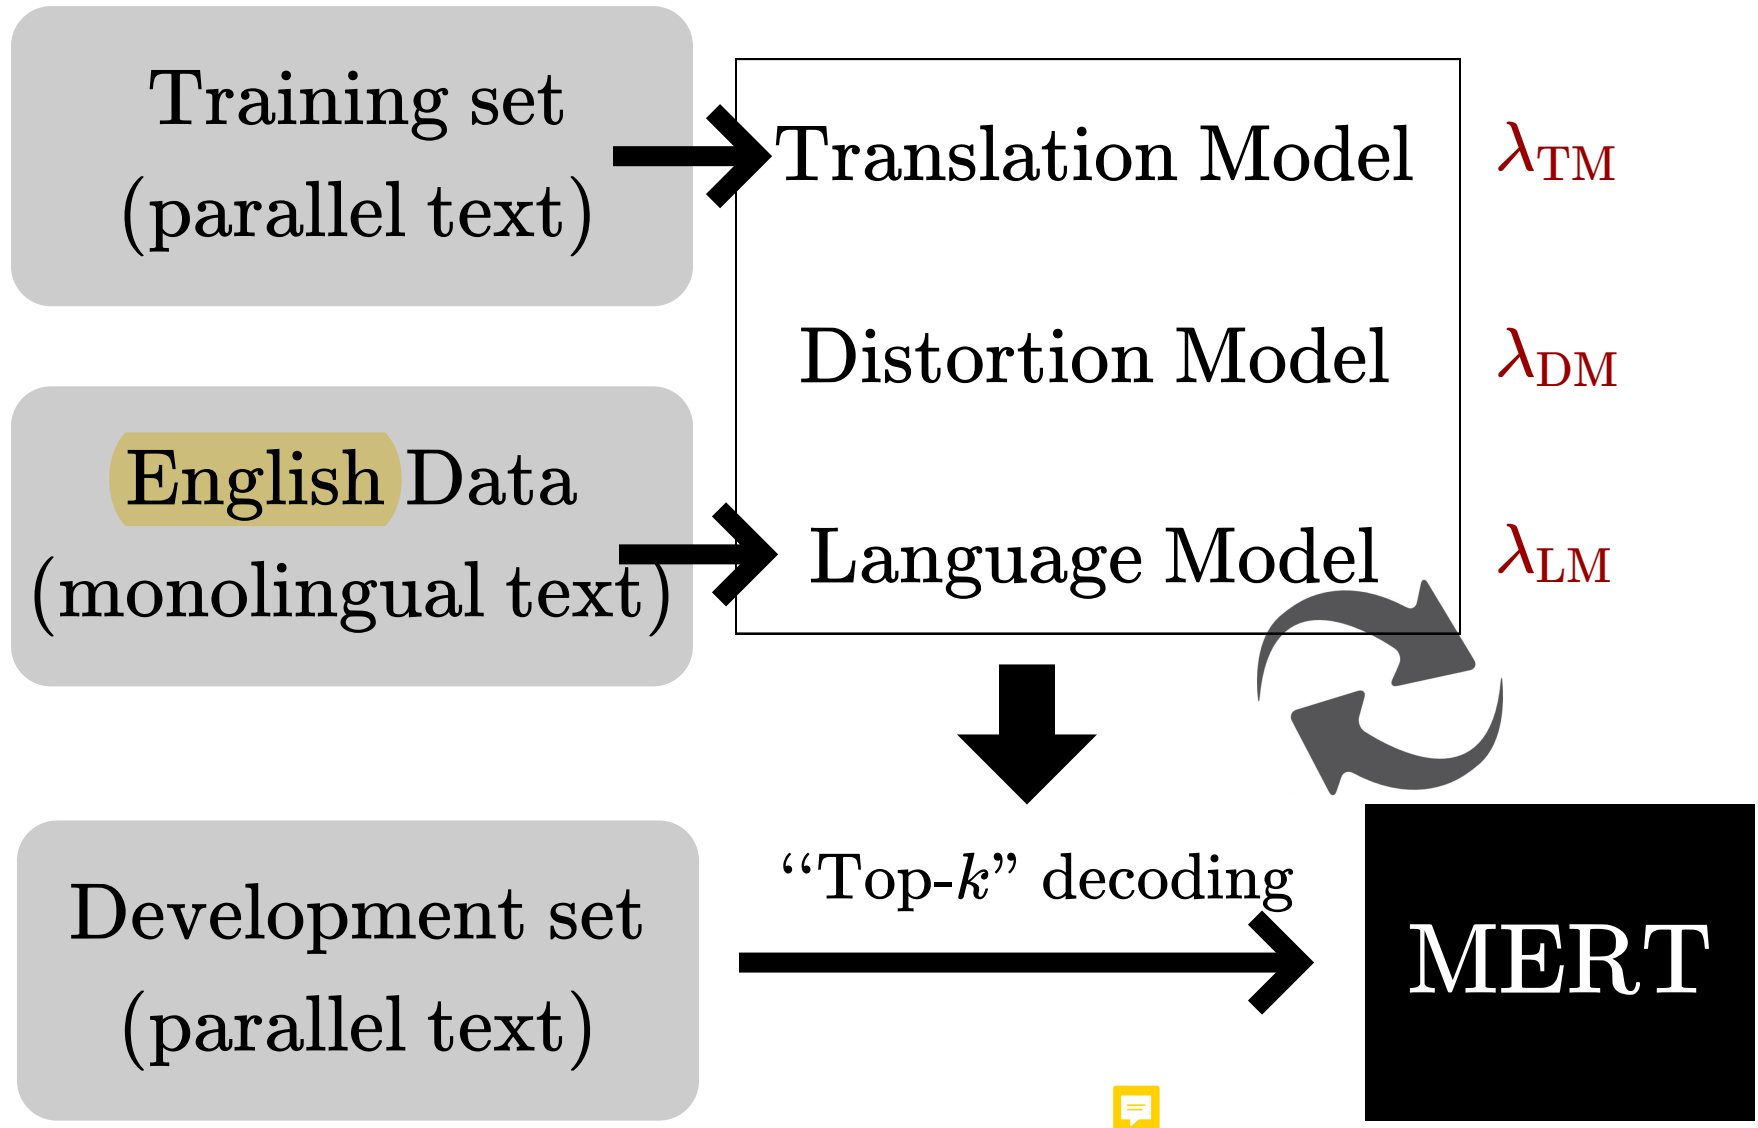 Training set
(parallel text)
Translation Model
λTM
Distortion Model
λDM
English Data
(monolingual text)
Language Model
λLM
Development set
(parallel text)
“Top-k” decoding
MERT